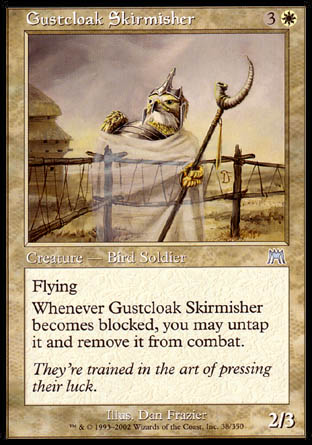 Gustcloak Skirmisher 3
Creature — Bird Soldier
Flying
Whenever Gustcloak Skirmisher
becomes blocked, you may untap
it and remove it from combat.
They're trained in the art of pressing
their luck.
Illus. Dan Frazier
2/3
™ & © 1993–2002 Wizards of the Coast, Inc. 38/350